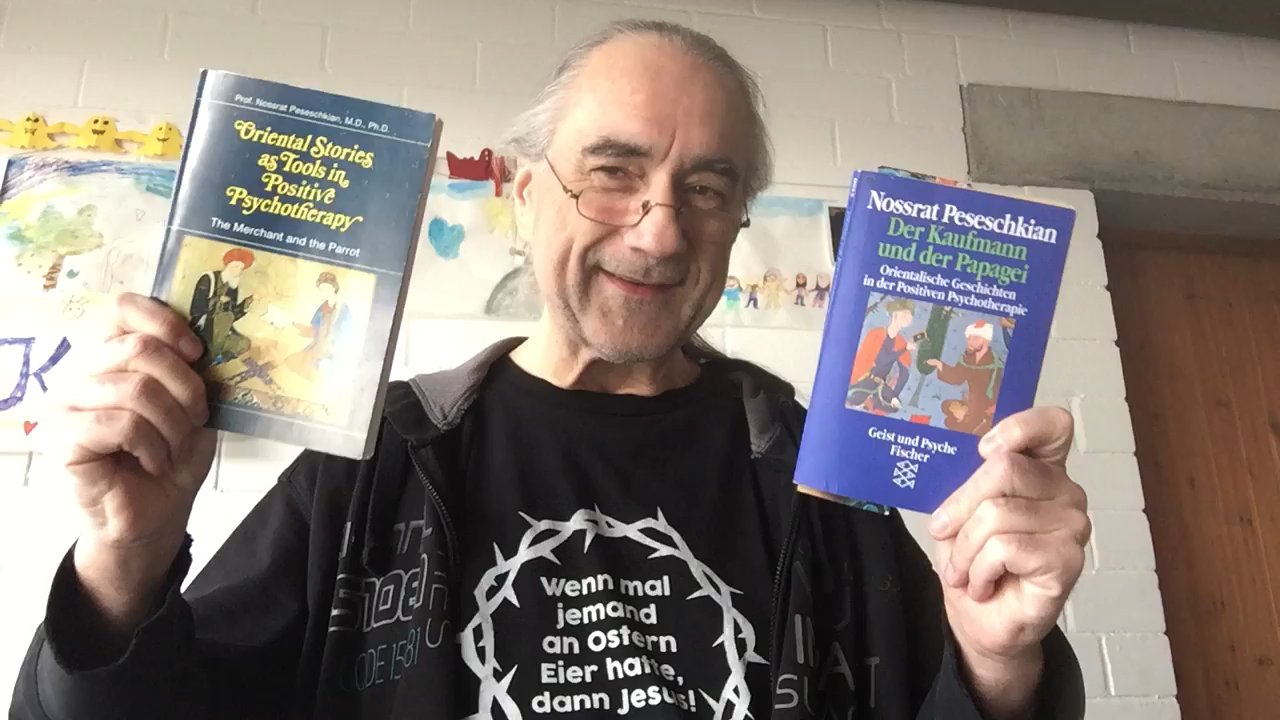 Prof. Nossrat Peseschkian, M.D., Ph.D.
Oriental Stories
as Tools in
Positive
Psychotherapy
The Merchant and the Parrot
Nossrat Peseschkian
Der Kaufmann
und der Papagei
Orientalische Geschichten
in der Positiven Psychotherapie
Geist und Psyche
Fischer
Wenn mal
jemand
an Ostern
Eier hatte,
dann Jesus!
K